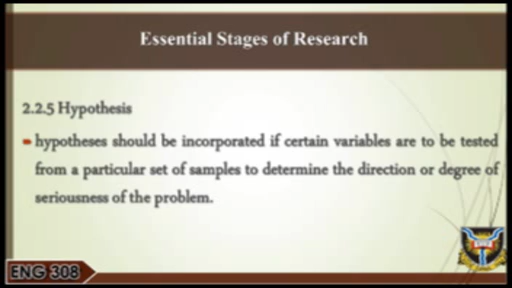 Essential Stages of Research
2.2.5 Hypothesis
hypotheses should be incorporated if certain variables are to be tested
from a particular set of samples to determine the direction or degree of
seriousness of the problem.
ENG 308